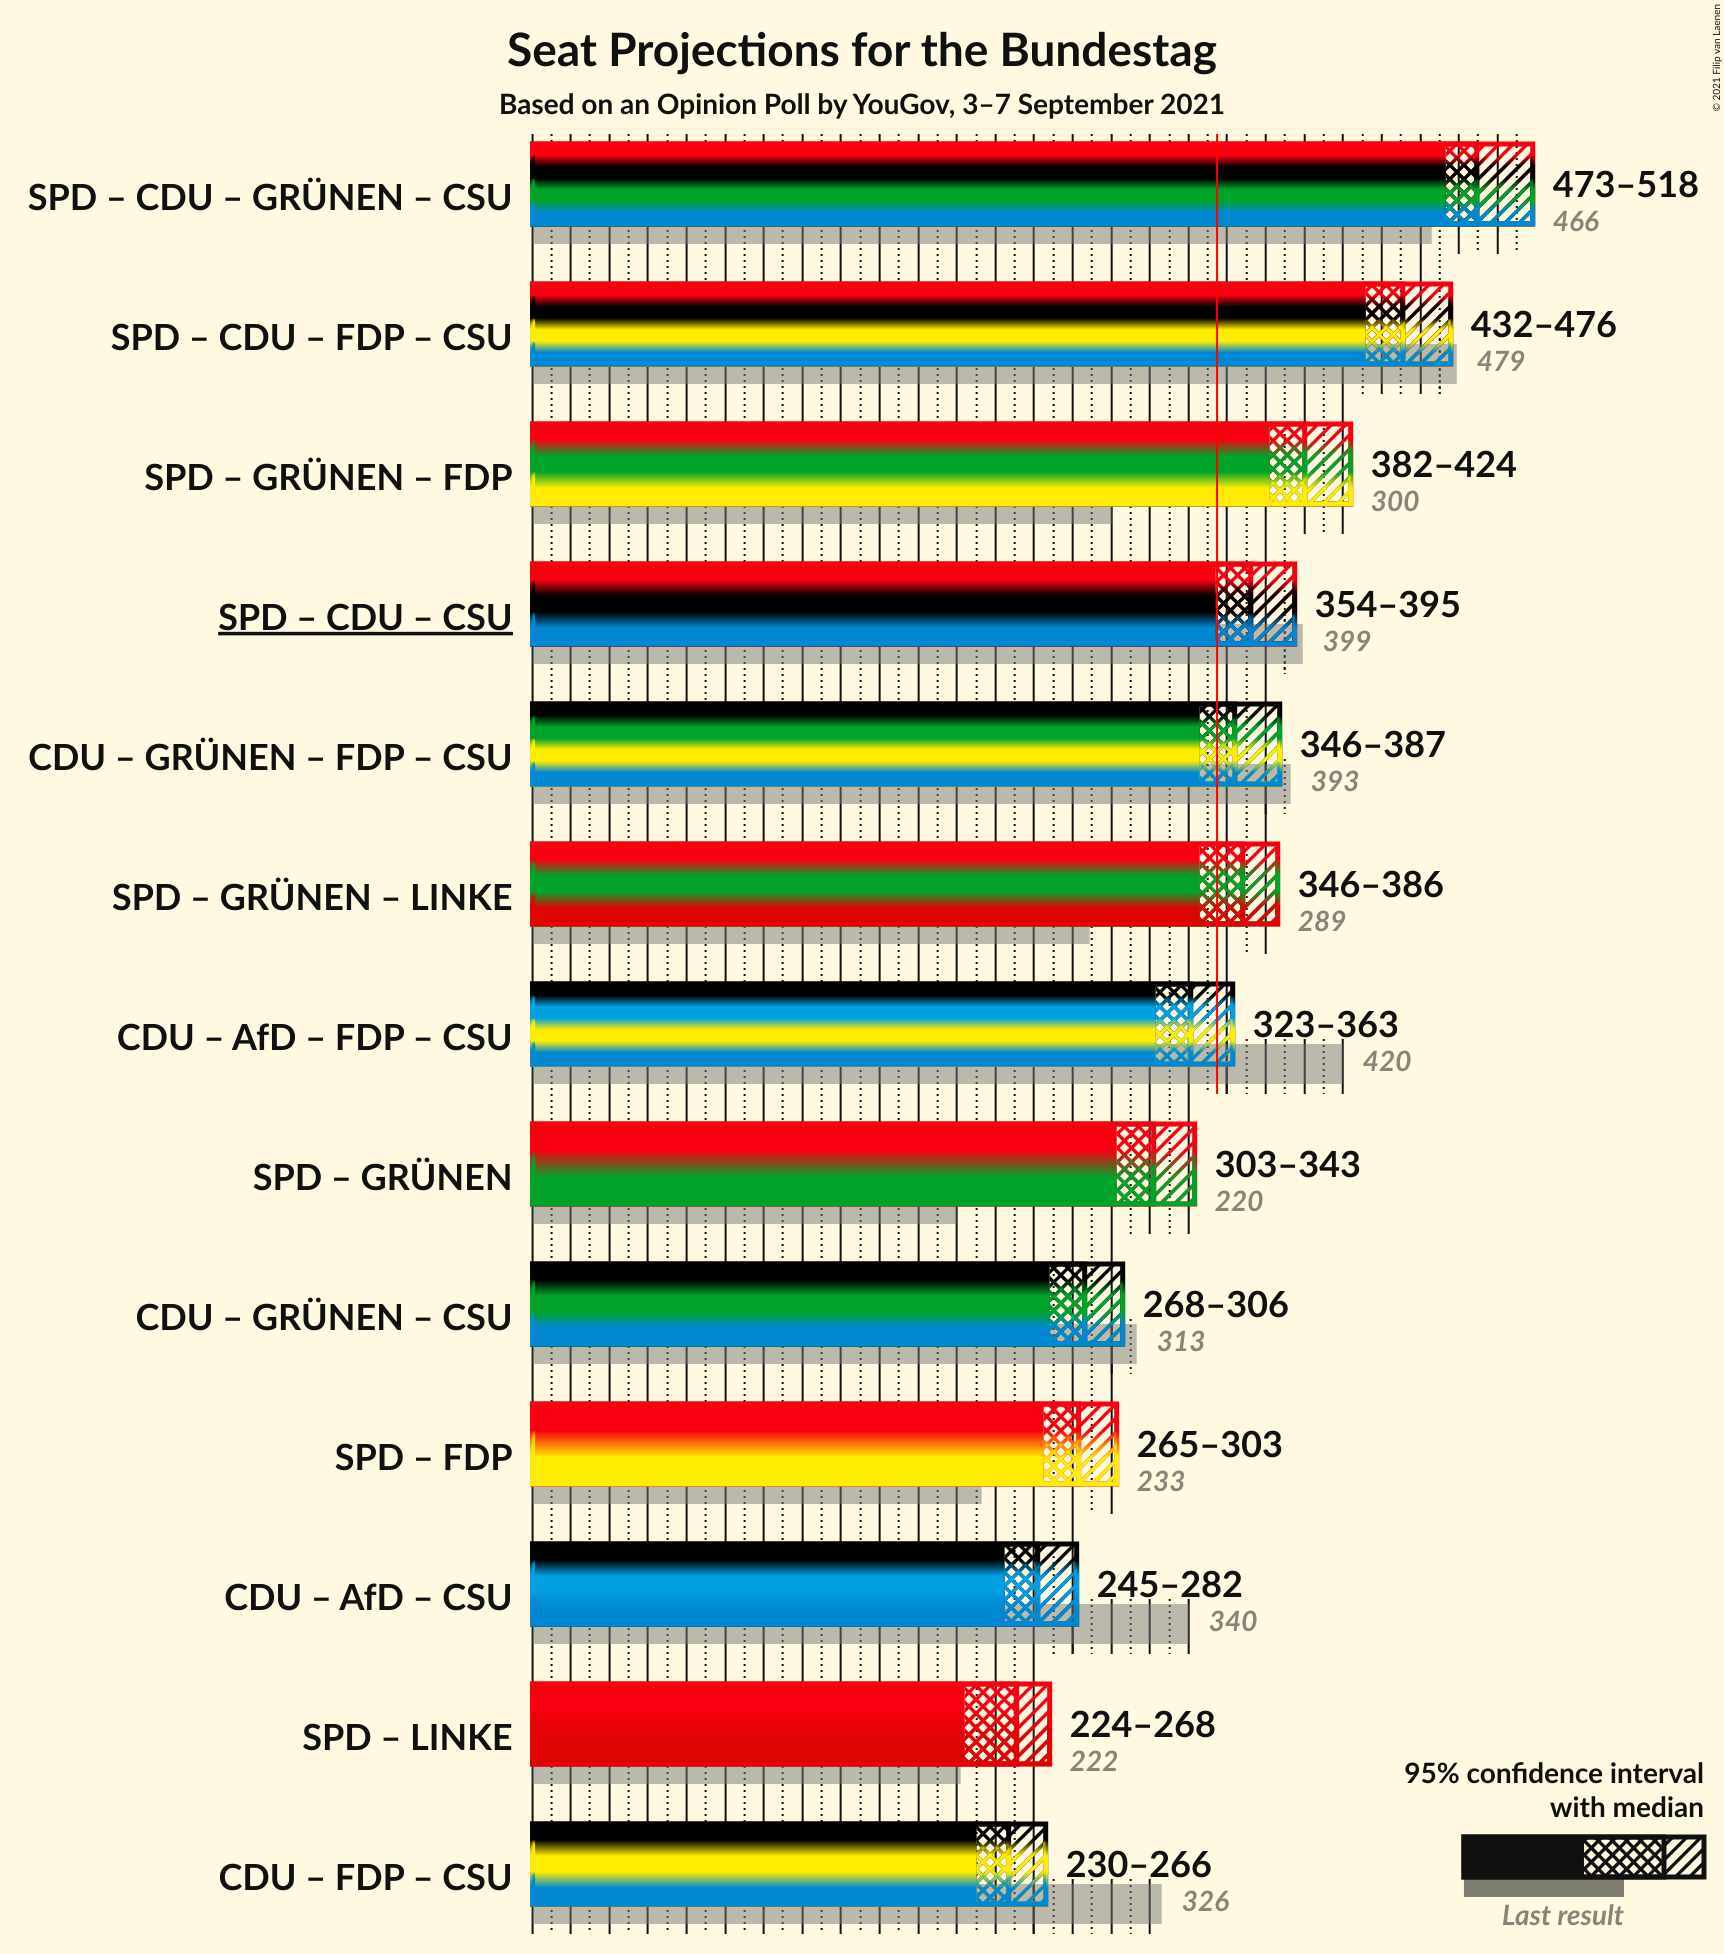 Seat Projections for the Bundestag
Based on an Opinion Poll by YouGov, 3–7 September 2021
© 2021 Filip van Laenen
SPD – CDU – GRÜNEN – CSU
473–518
466
SPD – CDU – FDP – CSU
432–476
479
SPD – GRÜNEN – FDP
382–424
300
SPD – CDU – CSU
354–395
399
CDU – GRÜNEN – FDP – CSU
346–387
393
SPD – GRÜNEN – LINKE
346–386
289
CDU – AfD – FDP – CSU
323–363
420
SPD – GRÜNEN
303–343
220
CDU – GRÜNEN – CSU
268–306
313
SPD – FDP
265–303
233
CDU – AfD – CSU
245–282
340
SPD – LINKE
224–268
222
CDU – FDP – CSU
230–266
326
95% confidence interval
with median
Last result